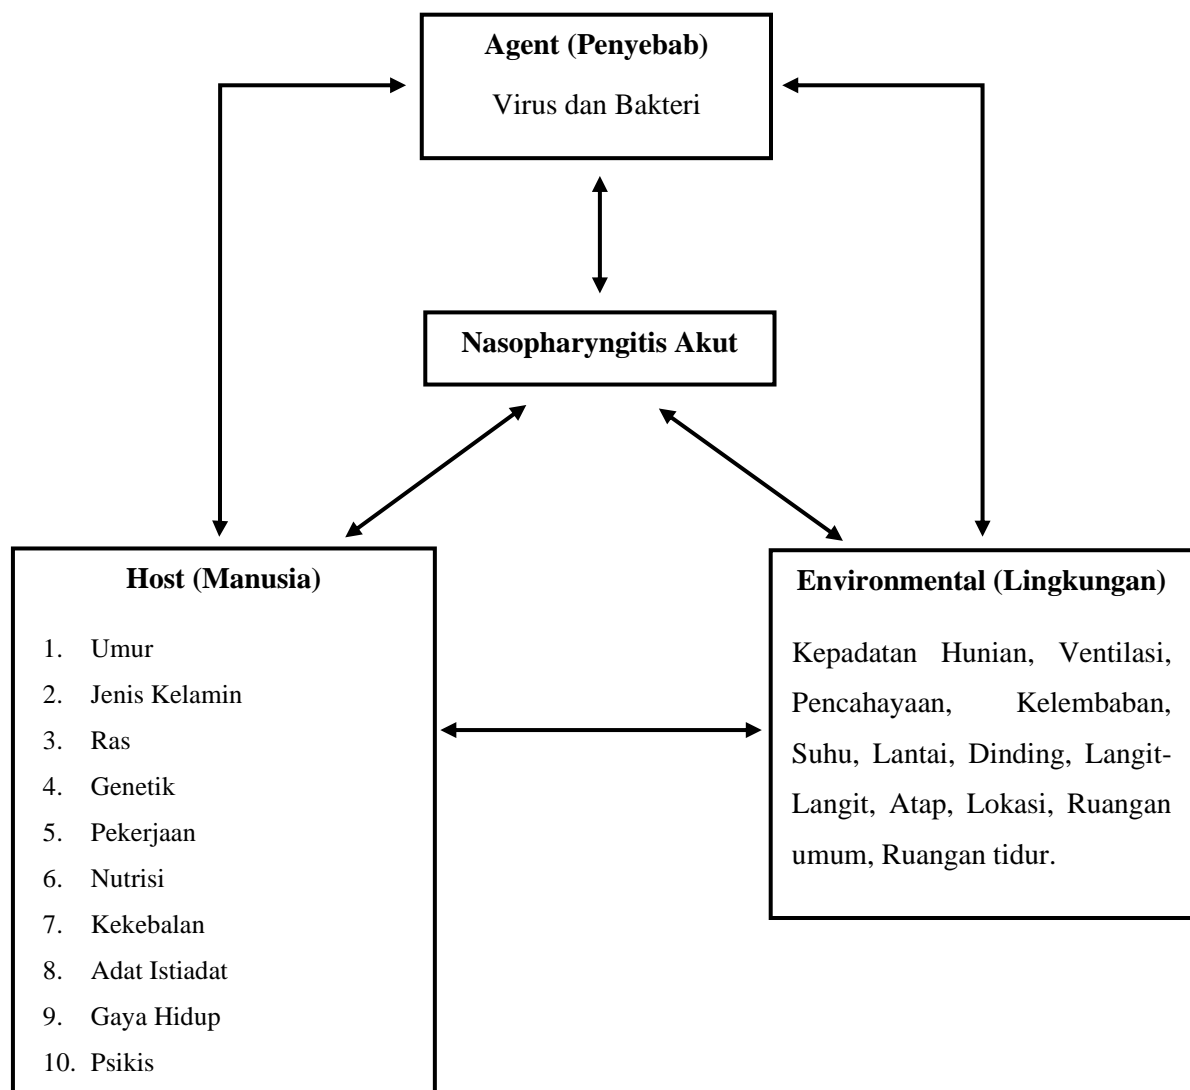 Agent (Penyebab)
Virus dan Bakteri
Nasopharyngitis Akut
Host (Manusia)
1. Umur
2. Jenis Kelamin
3. Ras
4. Genetik
5. Pekerjaan
6. Nutrisi
7. Kekebalan
8. Adat Istiadat
9. Gaya Hidup
10. Psikis
Environmental (Lingkungan)
Kepadatan Hunian, Ventilasi,
Pencahayaan, Kelembaban,
Suhu, Lantai, Dinding, Langit-
Langit, Atap, Lokasi, Ruangan
umum, Ruangan tidur.